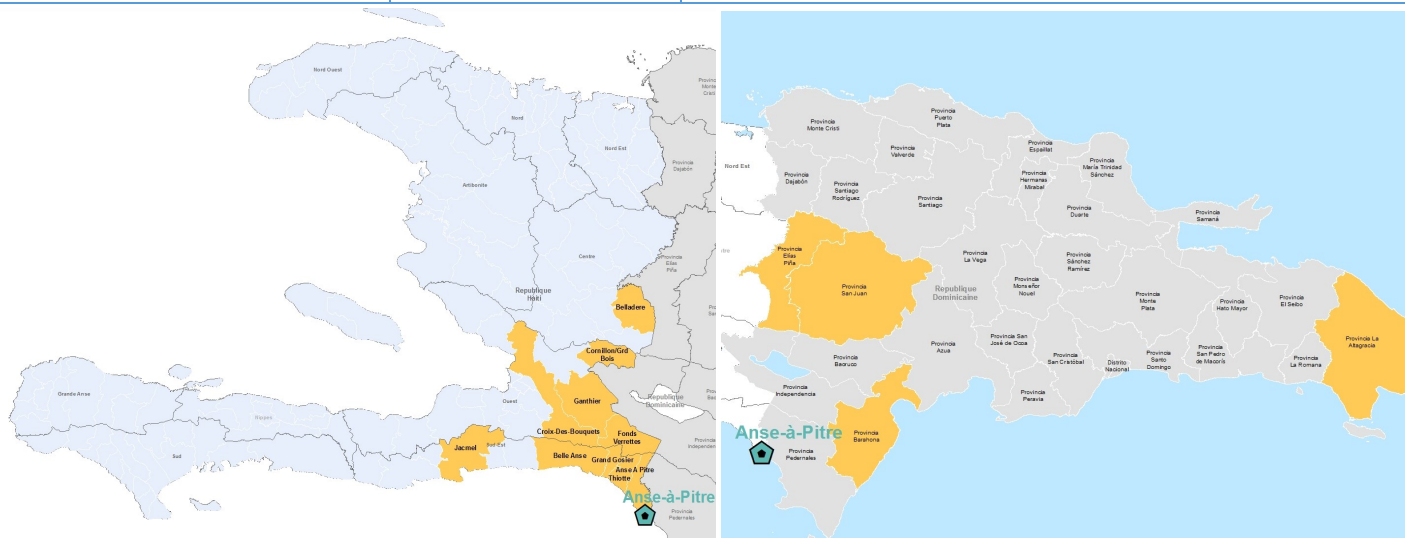 Nord Ouest
Nord
Nord Est
Artibonite
Centre
Republique
Haiti
Belladere
Cornillon/Grd
Bois
Ganthier
Croix-Des-Bouquets
Fonds
Verrettes
Belle Anse
Grand Gosier
Anse A Pitre
Thiotte
Jacmel
Sud-Est
Ouest
Grande Anse
Nippes
Sud
Provincia
Dajabón
Provincia
Elías
Piña
Republique
Dominicaine
Provincia
Pedernales
Anse-à-Pitre
Nord Est
Provincia
Monte Cristi
Provincia
Puerto
Plata
Provincia
Valverde
Provincia
Espaillat
Provincia
María Trinidad
Sánchez
Provincia
Dajabón
Provincia
Santiago
Rodríguez
Provincia
Santiago
Provincia
Hermanas
Mirabal
Provincia
Duarte
Provincia
Samaná
Provincia
Elías
Piña
Provincia
San Juan
Provincia
La Vega
Provincia
Sánchez
Ramírez
Provincia
Monseñor
Nouel
Republique
Dominicaine
Provincia
Monte
Plata
Provincia
Hato Mayor
Provincia
El Seibo
Provincia La
Altagracia
Provincia
Baoruco
Provincia
Azua
Provincia San
José de Ocoa
Provincia
San Cristóbal
Distrito
Nacional
Provincia
Santo
Domingo
Provincia
San Pedro
de Macorís
Provincia
La Romana
Provincia
Peravia
Provincia
Independencia
Provincia
Barahona
Anse-à-Pitre
Provincia
Pedernales